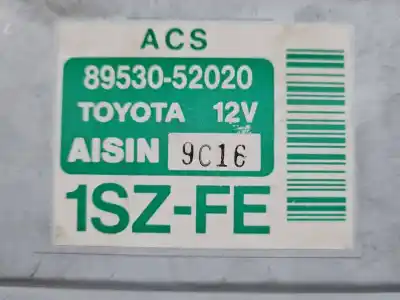 ACS
89530-52020
TOYOTA 12V
AISIN 9C16
1SZ-FE